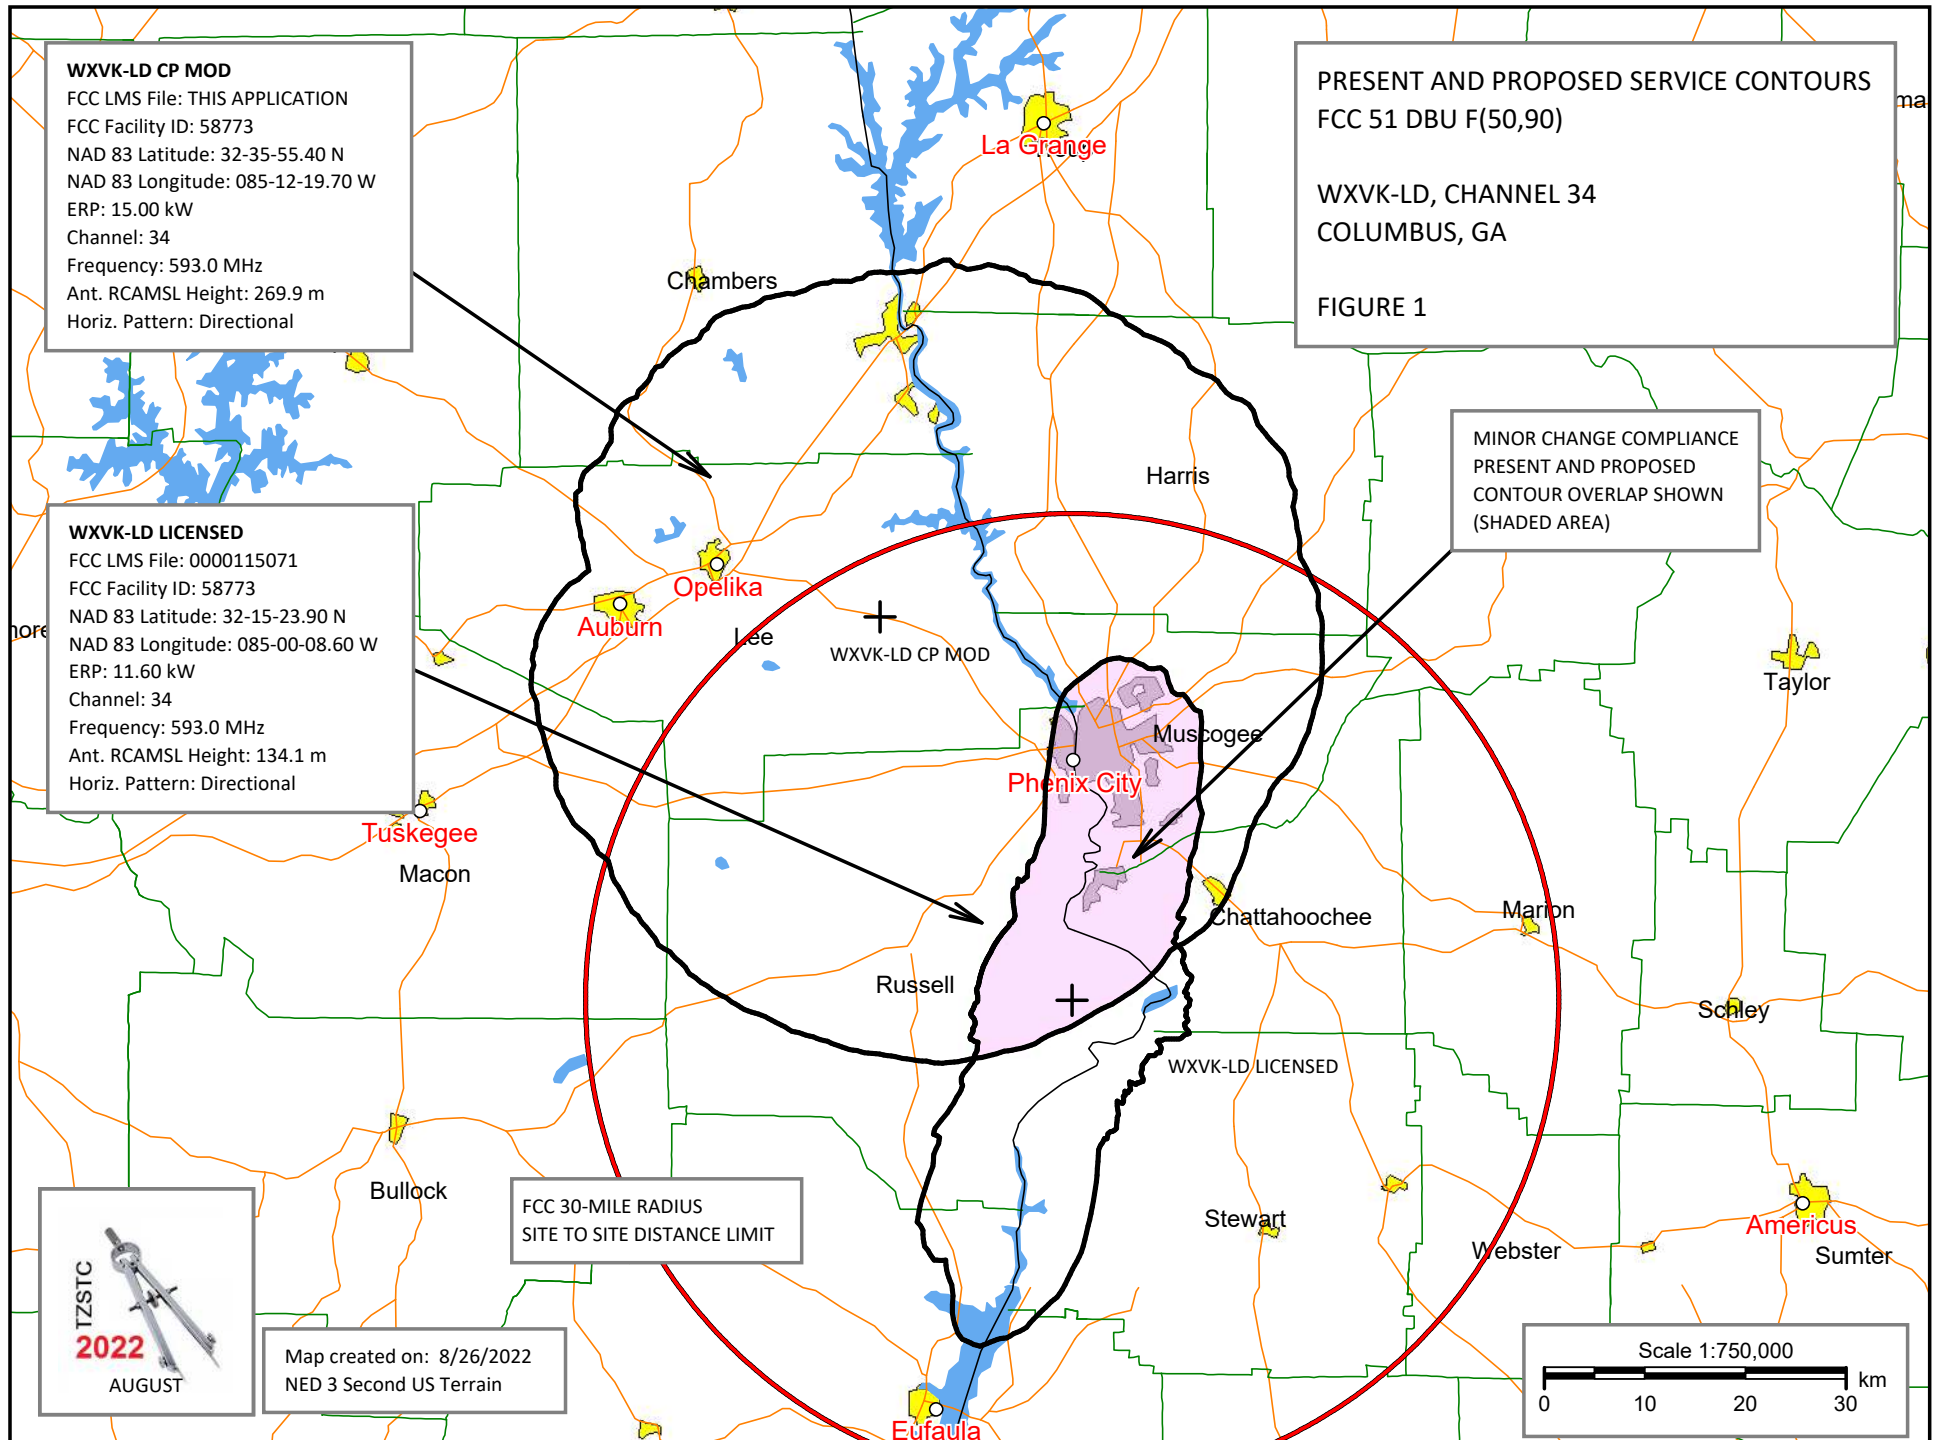 WXVK-LD CP MOD
FCC LMS File: THIS APPLICATION
FCC Facility ID: 58773
NAD 83 Latitude: 32-35-55.40 N
NAD 83 Longitude: 085-12-19.70 W
ERP: 15.00 kW
Channel: 34
Frequency: 593.0 MHz
Ant. RCAMSL Height: 269.9 m
Horiz. Pattern: Directional
PRESENT AND PROPOSED SERVICE CONTOURS
FCC 51 DBU F(50,90)
WXVK-LD, CHANNEL 34
COLUMBUS, GA
FIGURE 1
La Grange
Chambers
MINOR CHANGE COMPLIANCE
PRESENT AND PROPOSED
CONTOUR OVERLAP SHOWN
(SHADED AREA)
Harris
WXVK-LD LICENSED
FCC LMS File: 0000115071
FCC Facility ID: 58773
NAD 83 Latitude: 32-15-23.90 N
NAD 83 Longitude: 085-00-08.60 W
ERP: 11.60 kW
Channel: 34
Frequency: 593.0 MHz
Ant. RCAMSL Height: 134.1 m
Horiz. Pattern: Directional
Opelika
Auburn
Lee
WXVK-LD CP MOD
Taylor
Muscogee
Phenix City
Tuskegee
Macon
Chattahoochee
Marion
Russell
Schley
WXVK-LD LICENSED
Bullock
FCC 30-MILE RADIUS
SITE TO SITE DISTANCE LIMIT
Stewart
Webster
Americus
Sumter
TZSTC
2022
AUGUST
Map created on: 8/26/2022
NED 3 Second US Terrain
Eufaula
Scale 1:750,000
km
0 10 20 30